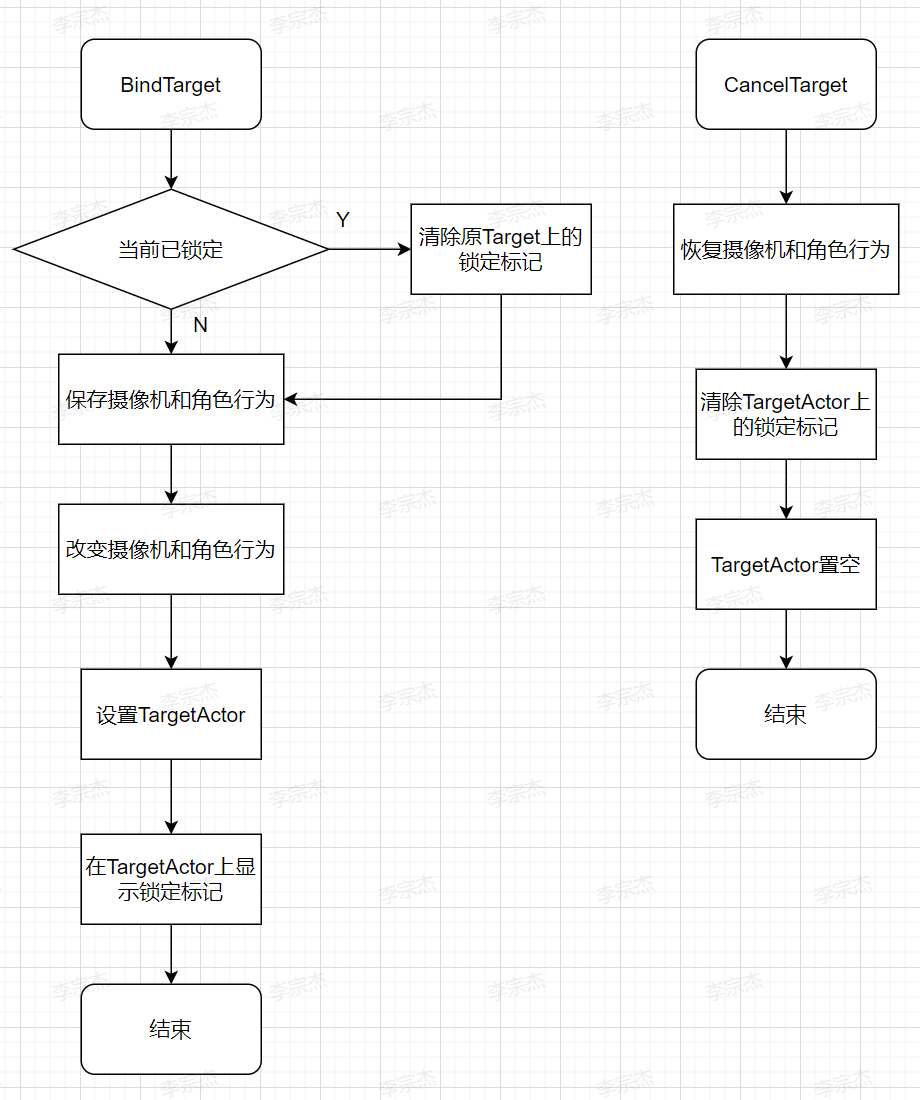 BindTarget
当前已锁定
Y
清除原Target上的
锁定标记
N
保存摄像机和角色行为
改变摄像机和角色行为
设置TargetActor
在TargetActor上显
示锁定标记
结束
CancelTarget
恢复摄像机和角色行为
清除TargetActor上
的锁定标记
TargetActor置空
结束
李宗杰